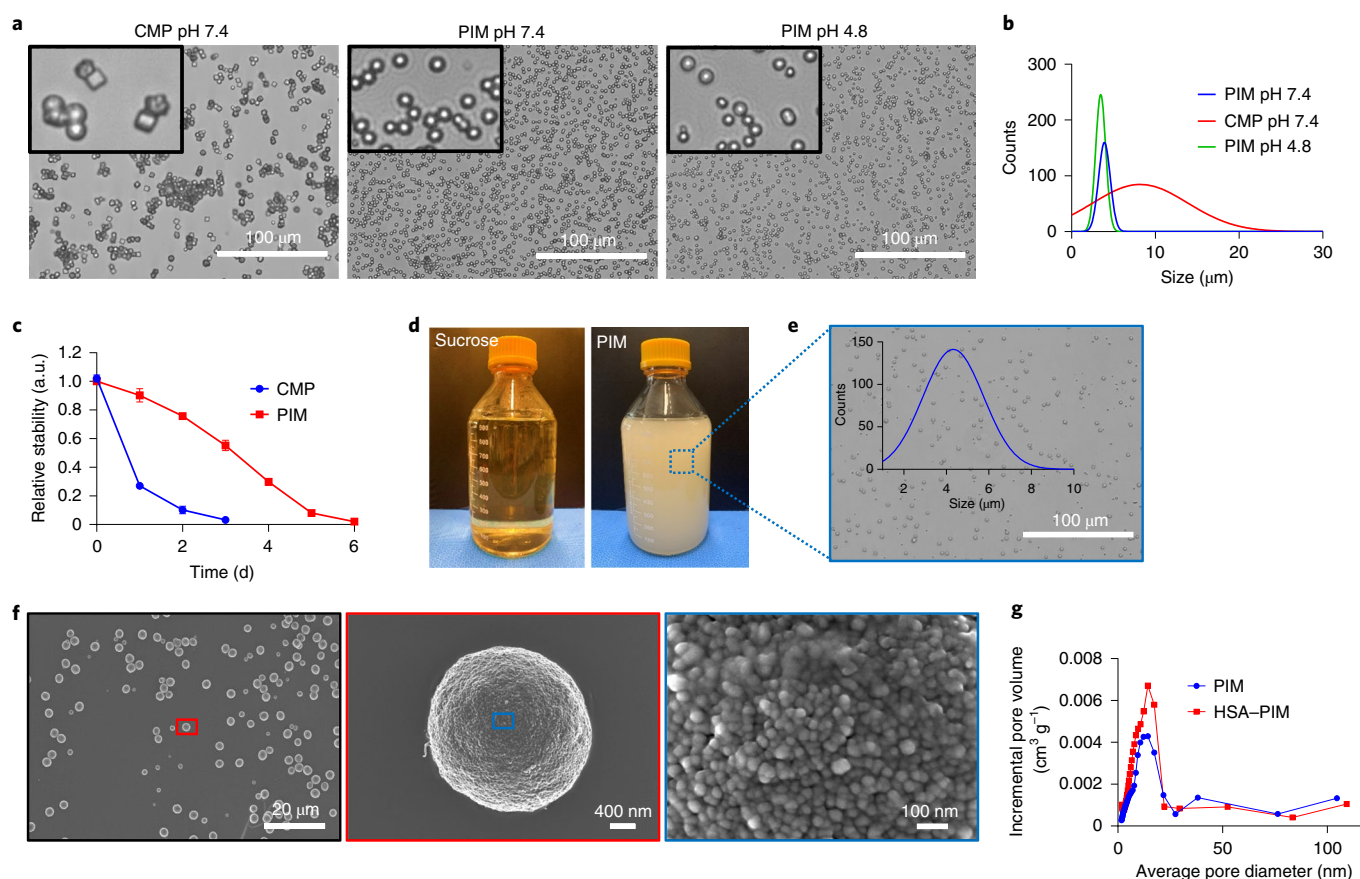 a
CMP pH 7.4
PIM pH 7.4
PIM pH 4.8
100 μm
100 μm
100 μm
b
300
200
100
0
Counts
0
10
20
30
Size (μm)
PIM pH 7.4
CMP pH 7.4
PIM pH 4.8
c
1.2
1.0
0.8
0.6
0.4
0.2
0
Relative stability (a.u.)
0
2
4
6
Time (d)
CMP
PIM
d
Sucrose
PIM
e
150
100
50
0
Counts
2
4
6
8
10
Size (μm)
100 μm
f
20 μm
400 nm
100 nm
g
0.008
0.006
0.004
0.002
0
Incremental pore volume
(cm³ g⁻¹)
0
50
100
Average pore diameter (nm)
PIM
HSA–PIM